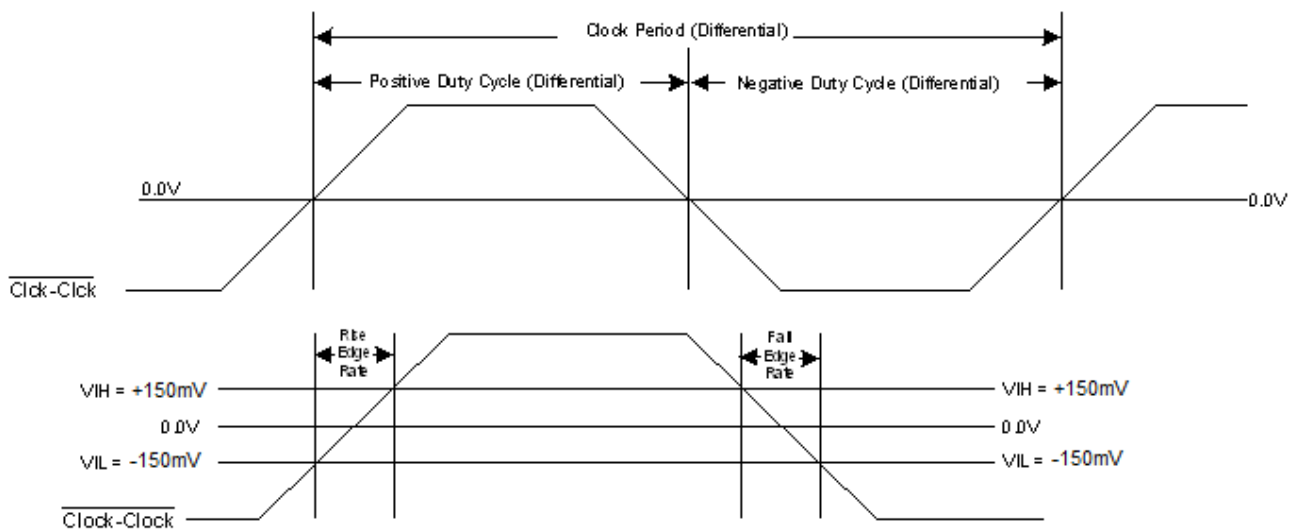 Clock Period (Differential)
Positive Duty Cycle (Differential)
Negative Duty Cycle (Differential)
0.0V
0.0V
Clck-Clck
Rise
Edge
Rate
Fall
Edge
Rate
VIH = +150mV
VIH = +150mV
0.0V
0.0V
VIL = -150mV
VIL = -150mV
Clock-Clock